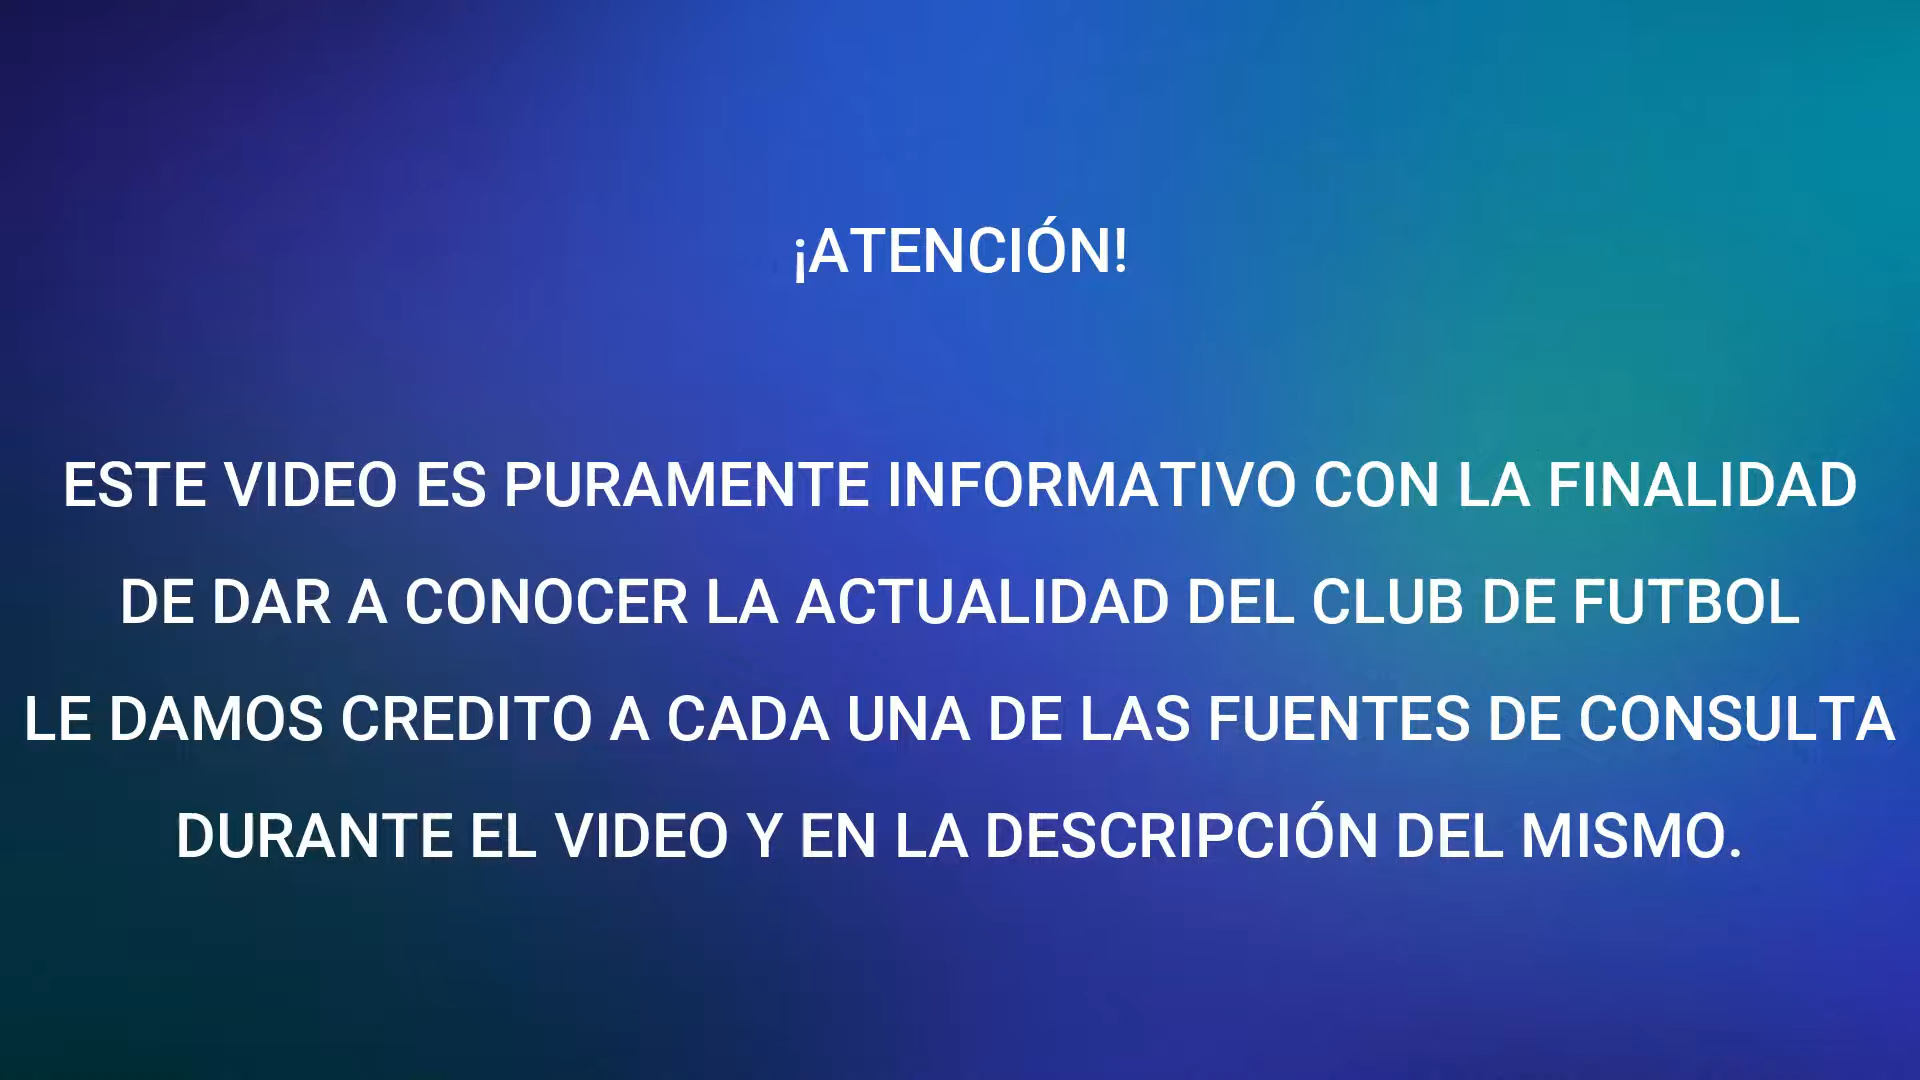 ¡ATENCIÓN!
ESTE VIDEO ES PURAMENTE INFORMATIVO CON LA FINALIDAD
DE DAR A CONOCER LA ACTUALIDAD DEL CLUB DE FUTBOL
LE DAMOS CREDITO A CADA UNA DE LAS FUENTES DE CONSULTA
DURANTE EL VIDEO Y EN LA DESCRIPCIÓN DEL MISMO.